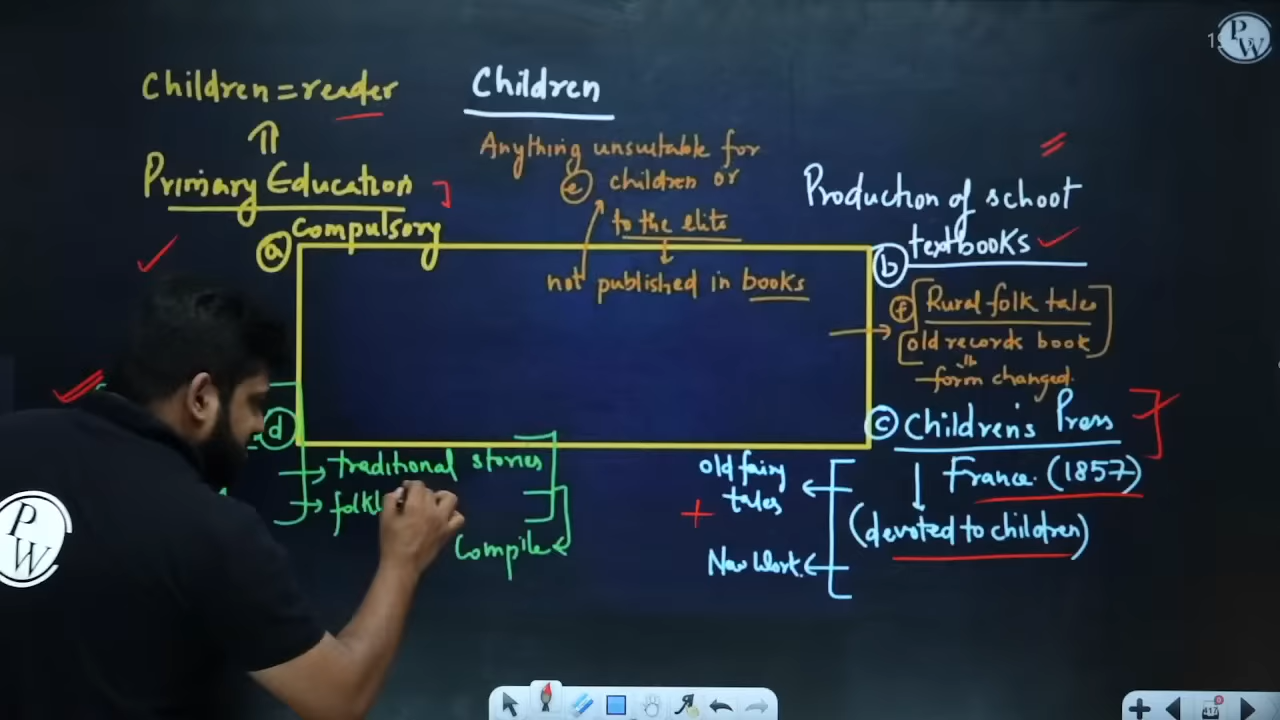 Children = reader
Children
Primary Education
compulsory
a
Anything unsuitable for
e children or
to the elite
not published in books
Production of school
textbooks
b
f Rural folk tales
old records book
form changed.
c Children's Press
France (1857)
(devoted to children)
old fairy
tales
+
New Work.
d
traditional stories
folk
Compile
P
W
P
W
417